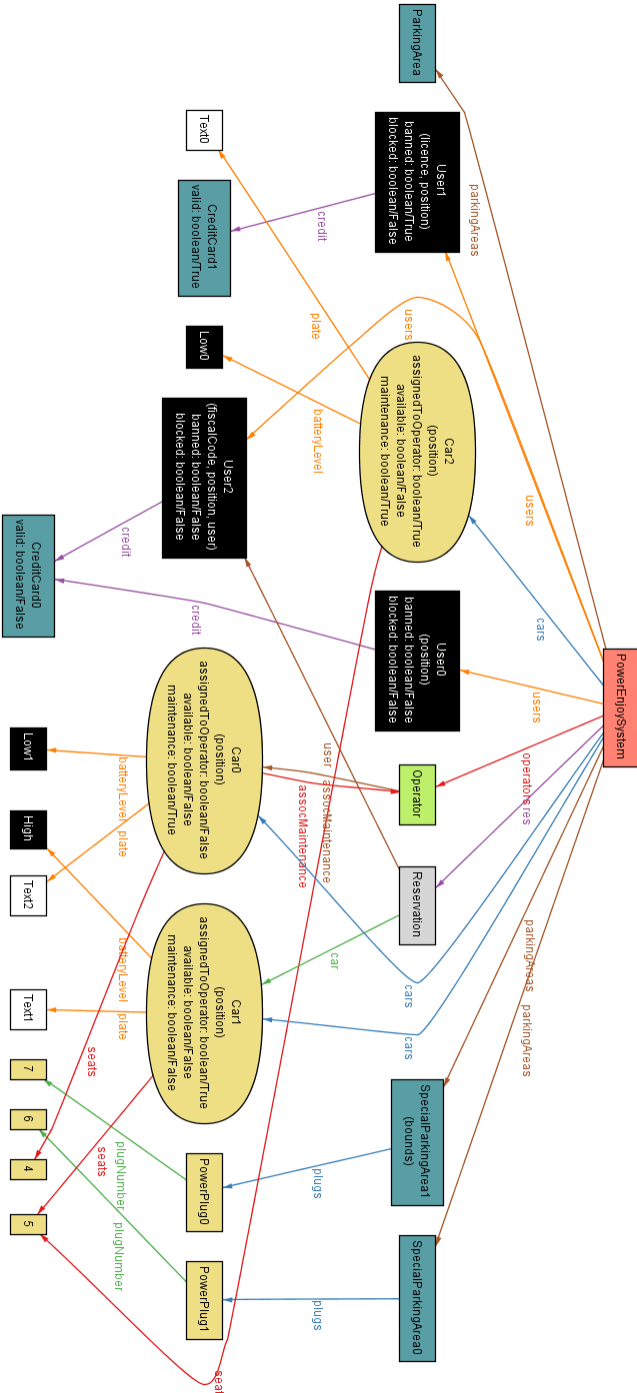 PowerEnjoySystem
parkingAreas
users
users
cars
users
operators
res
cars
cars
parkingAreas
parkingAreas
ParkingArea
User1
(licence, position)
banned: boolean/True
blocked: boolean/False
Car2
(position)
assignedToOperator: boolean/True
available: boolean/False
maintenance: boolean/True
User0
(position)
banned: boolean/False
blocked: boolean/False
Operator
Reservation
SpecialParkingArea1
(bounds)
SpecialParkingArea0
credit
plate
batteryLevel
user
assocMaintenance
assocMaintenance
car
plugs
plugs
Text0
CreditCard1
valid: boolean/True
Low0
User2
(fiscalCode, position, user)
banned: boolean/False
blocked: boolean/False
credit
credit
Car0
(position)
assignedToOperator: boolean/False
available: boolean/False
maintenance: boolean/True
Car1
(position)
assignedToOperator: boolean/True
available: boolean/False
maintenance: boolean/False
PowerPlug0
PowerPlug1
batteryLevel
plate
batteryLevel
plate
seats
seats
plugNumber
plugNumber
CreditCard0
valid: boolean/False
Low1
High
Text2
Text1
7
6
4
5